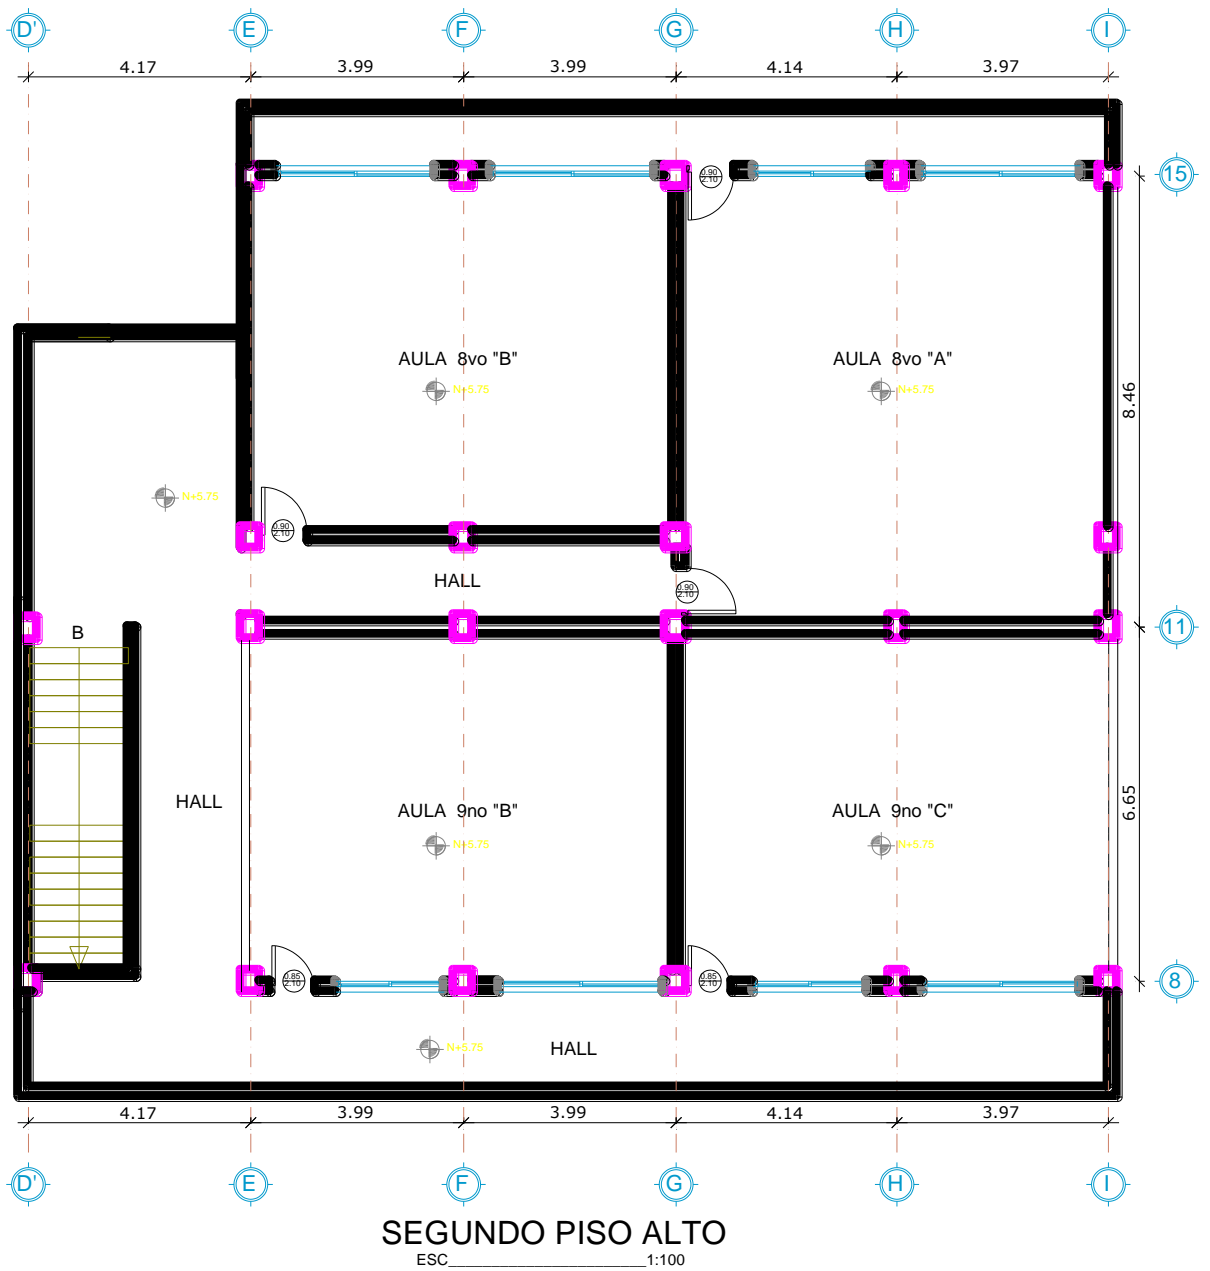 D' E F G H I
4.17 3.99 3.99 4.14 3.97
15
0.90
2.10
AULA 8vo "B" AULA 8vo "A"
N+5.75 N+5.75
8.46
N+5.75
0.90
2.10
HALL
0.90
2.10
B
11
HALL
AULA 9no "B" AULA 9no "C"
6.65
N+5.75 N+5.75
0.85
2.10
0.85
2.10
8
N+5.75
HALL
4.17 3.99 3.99 4.14 3.97
D' E F G H I
SEGUNDO PISO ALTO
ESC________________________1:100